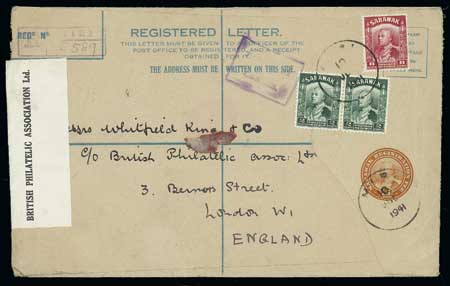 REGISTERED LETTER.
THIS LETTER MUST BE GIVEN TO AN OFFICER OF THE
POST OFFICE TO BE REGISTERED AND A RECEIPT
OBTAINED FOR IT.
THE ADDRESS MUST BE WRITTEN ON THIS SIDE.
REG? Nº
589
SARAWAK
SARAWAK
SARAWAK
BRITISH PHILATELIC ASSOCIATION Ltd.
Whitfield King & Co
C/o British Philatelic Assoc: Ltd
3. Berners Street.
London W1
ENGLAND
1941